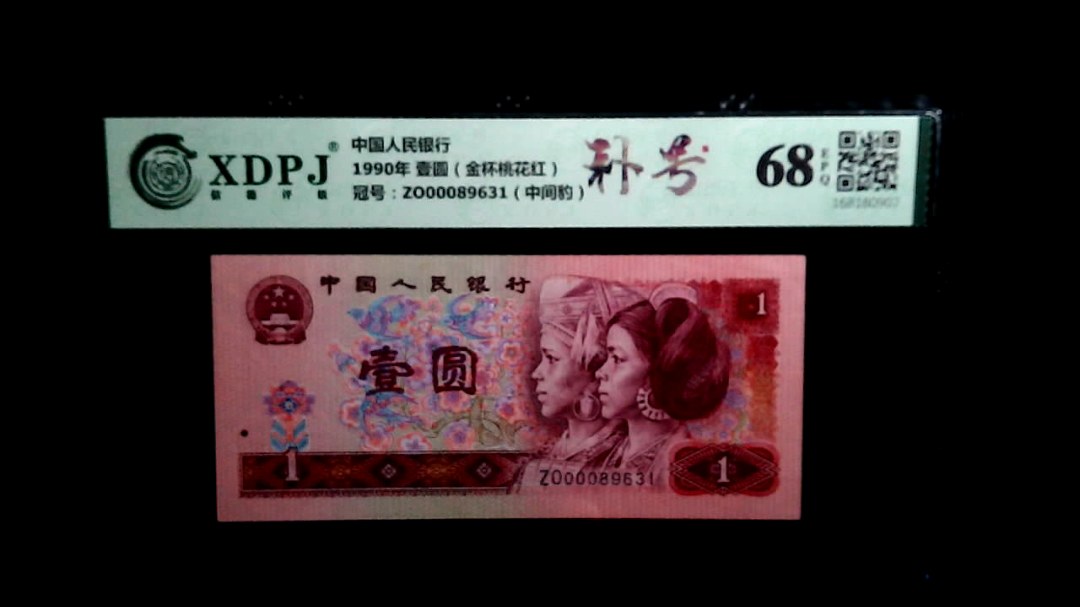 XDPJ®
中国人民银行
1990年 壹圆（金杯桃花红）
冠号：ZO00089631（中间豹）
补号
68
EPQ
中国人民银行
1
壹圆
1
ZO00089631
1